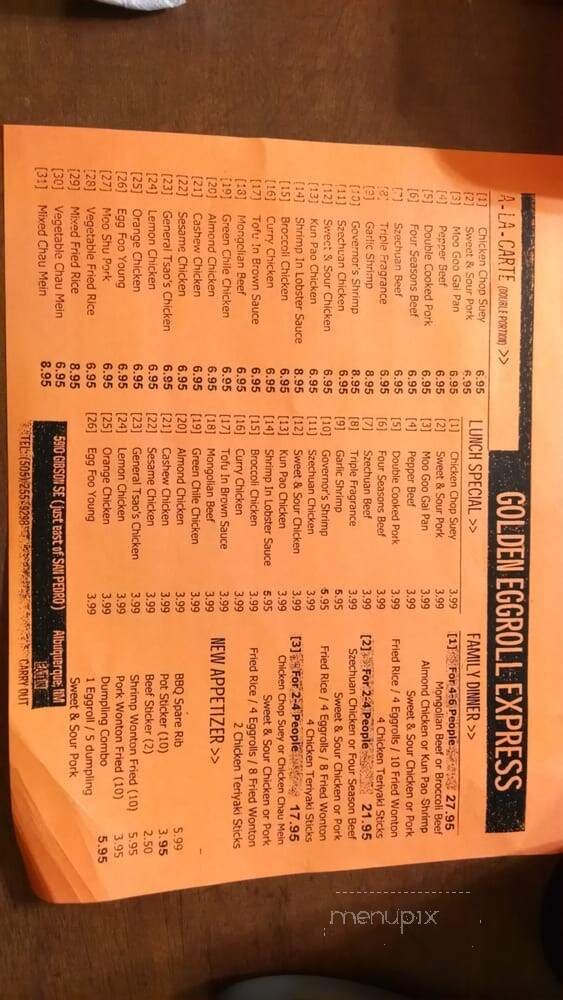 GOLDEN EGGROLL EXPRESS
A-LA-CARTE (DOUBLE PORTION) >>
[1] Chicken Chop Suey 6.95
[2] Sweet & Sour Pork 6.95
[3] Moo Goo Gai Pan 6.95
[4] Pepper Beef 6.95
[5] Double Cooked Pork 6.95
[6] Four Seasons Beef 6.95
[7] Szechuan Beef 6.95
[8] Triple Fragrance 6.95
[9] Garlic Shrimp 8.95
[10] Governor's Shrimp 8.95
[11] Szechuan Chicken 6.95
[12] Sweet & Sour Chicken 6.95
[13] Kun Pao Chicken 6.95
[14] Shrimp In Lobster Sauce 8.95
[15] Broccoli Chicken 6.95
[16] Curry Chicken 6.95
[17] Tofu In Brown Sauce 6.95
[18] Mongolian Beef 6.95
[19] Green Chile Chicken 6.95
[20] Almond Chicken 6.95
[21] Cashew Chicken 6.95
[22] Sesame Chicken 6.95
[23] General Tsao's Chicken 6.95
[24] Lemon Chicken 6.95
[25] Orange Chicken 6.95
[26] Egg Foo Young 6.95
[27] Moo Shu Pork 6.95
[28] Vegetable Fried Rice 6.95
[29] Mixed Fried Rice 8.95
[30] Vegetable Chau Mein 6.95
[31] Mixed Chau Mein 8.95
LUNCH SPECIAL >>
[1] Chicken Chop Suey 3.99
[2] Sweet & Sour Pork 3.99
[3] Moo Goo Gai Pan 3.99
[4] Pepper Beef 3.99
[5] Double Cooked Pork 3.99
[6] Four Seasons Beef 3.99
[7] Szechuan Beef 3.99
[8] Triple Fragrance 3.99
[9] Garlic Shrimp 5.95
[10] Governor's Shrimp 5.95
[11] Szechuan Chicken 3.99
[12] Sweet & Sour Chicken 3.99
[13] Kun Pao Chicken 3.99
[14] Shrimp In Lobster Sauce 5.95
[15] Broccoli Chicken 3.99
[16] Curry Chicken 3.99
[17] Tofu In Brown Sauce 3.99
[18] Mongolian Beef 3.99
[19] Green Chile Chicken 3.99
[20] Almond Chicken 3.99
[21] Cashew Chicken 3.99
[22] Sesame Chicken 3.99
[23] General Tsao's Chicken 3.99
[24] Lemon Chicken 3.99
[25] Orange Chicken 3.99
[26] Egg Foo Young 3.99
FAMILY DINNER >>
[1] For 4-6 People 27.95
Mongolian Beef or Broccoli Beef
Almond Chicken or Kun Pao Shrimp
Sweet & Sour Chicken or Pork
Fried Rice / 4 Eggrolls / 10 Fried Wonton
4 Chicken Teriyaki Sticks
[2] For 2-4 People 21.95
Szechuan Chicken or Four Season Beef
Sweet & Sour Chicken or Pork
Fried Rice / 4 Eggrolls / 8 Fried Wonton
4 Chicken Teriyaki Sticks
[3] For 2-4 People 17.95
Chicken Chop Suey or Chicken Chau Mein
Sweet & Sour Chicken or Pork
Fried Rice / 4 Eggrolls / 8 Fried Wonton
2 Chicken Teriyaki Sticks
NEW APPETIZER >>
BBQ Spare Rib 5.99
Pot Sticker (10) 3.95
Beef Sticker (2) 2.50
Shrimp Wonton Fried (10) 5.95
Pork Wonton Fried (10) 3.95
Dumpling Combo 5.95
1 Eggroll / 5 dumpling
Sweet & Sour Pork
5910 GIBSON SE (just east of SAN PEDRO) Albuquerque NM
EAT IN
TEL: (505) 255-9298 CARRY OUT
menupix